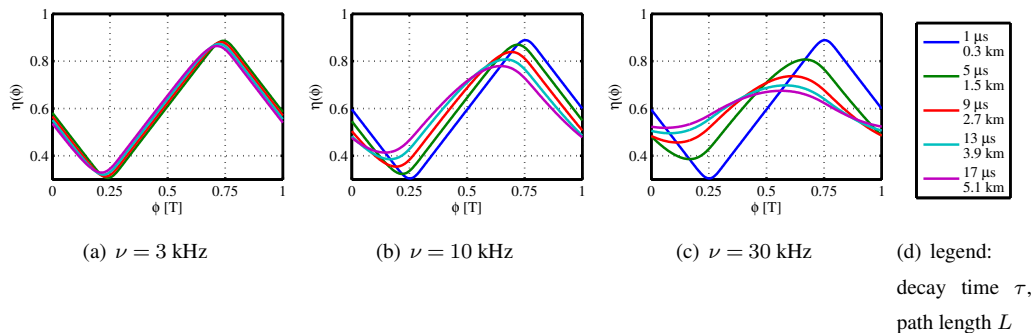 1
0.8
0.6
0.4
η(ϕ)
0 0.25 0.5 0.75 1
ϕ [T]
(a) ν = 3 kHz
1
0.8
0.6
0.4
η(ϕ)
0 0.25 0.5 0.75 1
ϕ [T]
(b) ν = 10 kHz
1
0.8
0.6
0.4
η(ϕ)
0 0.25 0.5 0.75 1
ϕ [T]
(c) ν = 30 kHz
1 μs
0.3 km
5 μs
1.5 km
9 μs
2.7 km
13 μs
3.9 km
17 μs
5.1 km
(d) legend:
decay time τ,
path length L